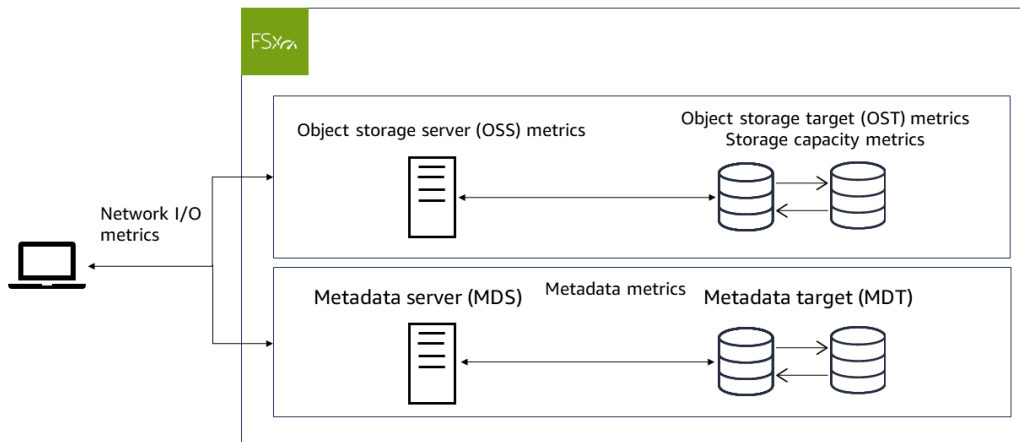 FSx
Object storage server (OSS) metrics
Object storage target (OST) metrics
Storage capacity metrics
Network I/O
metrics
Metadata server (MDS)
Metadata metrics
Metadata target (MDT)